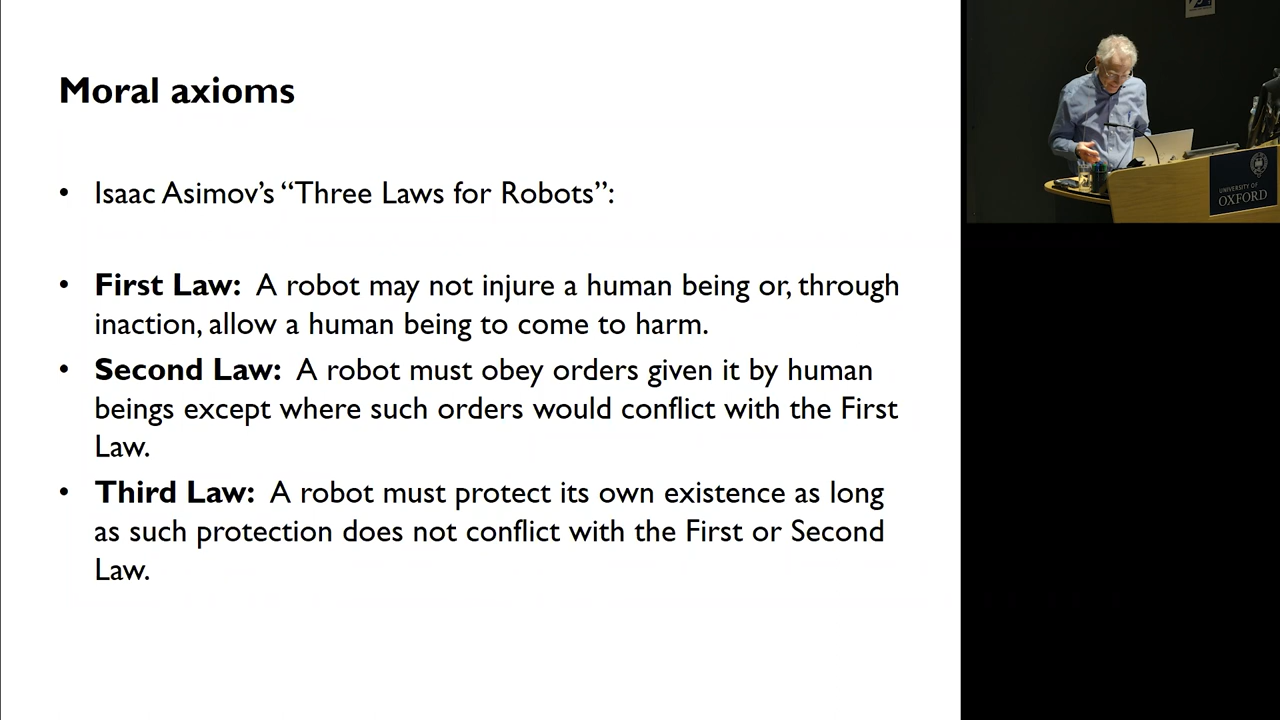 Moral axioms
• Isaac Asimov’s “Three Laws for Robots”:
• First Law: A robot may not injure a human being or, through
inaction, allow a human being to come to harm.
• Second Law: A robot must obey orders given it by human
beings except where such orders would conflict with the First
Law.
• Third Law: A robot must protect its own existence as long
as such protection does not conflict with the First or Second
Law.
UNIVERSITY OF
OXFORD